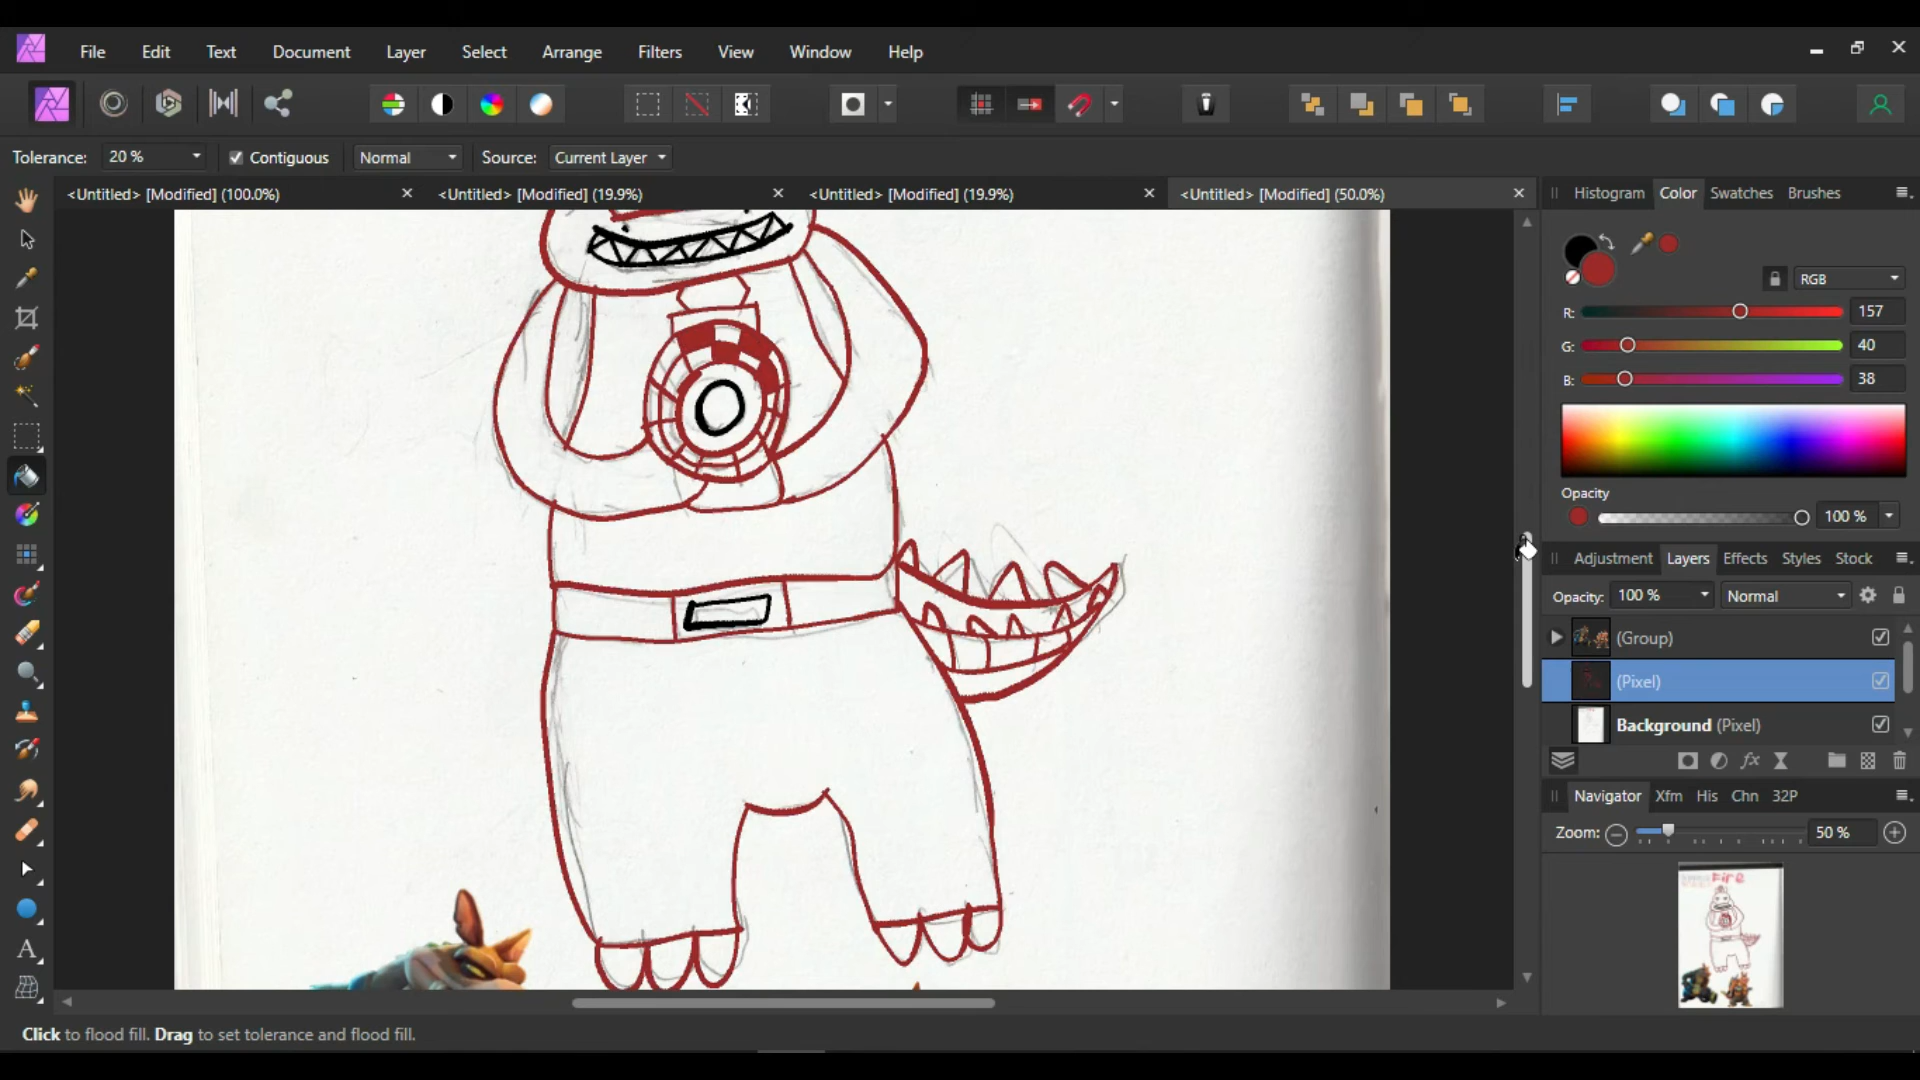 File Edit Text Document Layer Select Arrange Filters View Window Help
Tolerance: 20 % Contiguous Normal Source: Current Layer
<Untitled> [Modified] (100.0%) <Untitled> [Modified] (19.9%) <Untitled> [Modified] (19.9%) <Untitled> [Modified] (50.0%)
Histogram Color Swatches Brushes
RGB
R: 157
G: 40
B: 38
Opacity
100 %
Adjustment Layers Effects Styles Stock
Opacity: 100 % Normal
(Group)
(Pixel)
Background (Pixel)
Navigator Xfm His Chn 32P
Zoom: 50 %
Fire
Click to flood fill. Drag to set tolerance and flood fill.